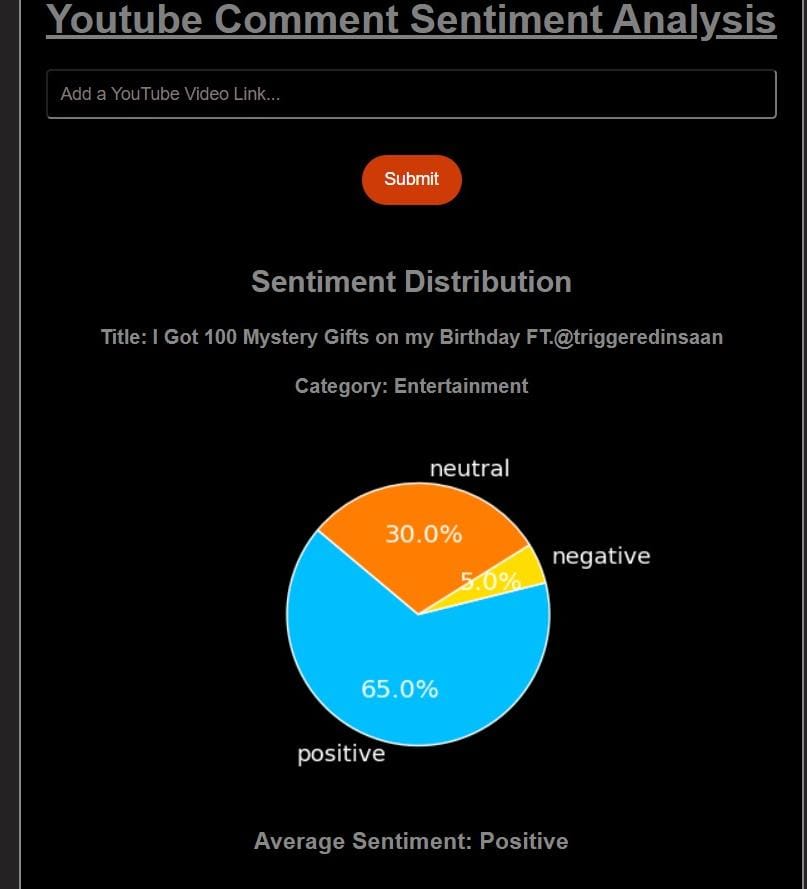 Youtube Comment Sentiment Analysis
Add a YouTube Video Link...
Submit
Sentiment Distribution
Title: I Got 100 Mystery Gifts on my Birthday FT.@triggeredinsaan
Category: Entertainment
neutral
30.0%
negative
5.0%
65.0%
positive
Average Sentiment: Positive